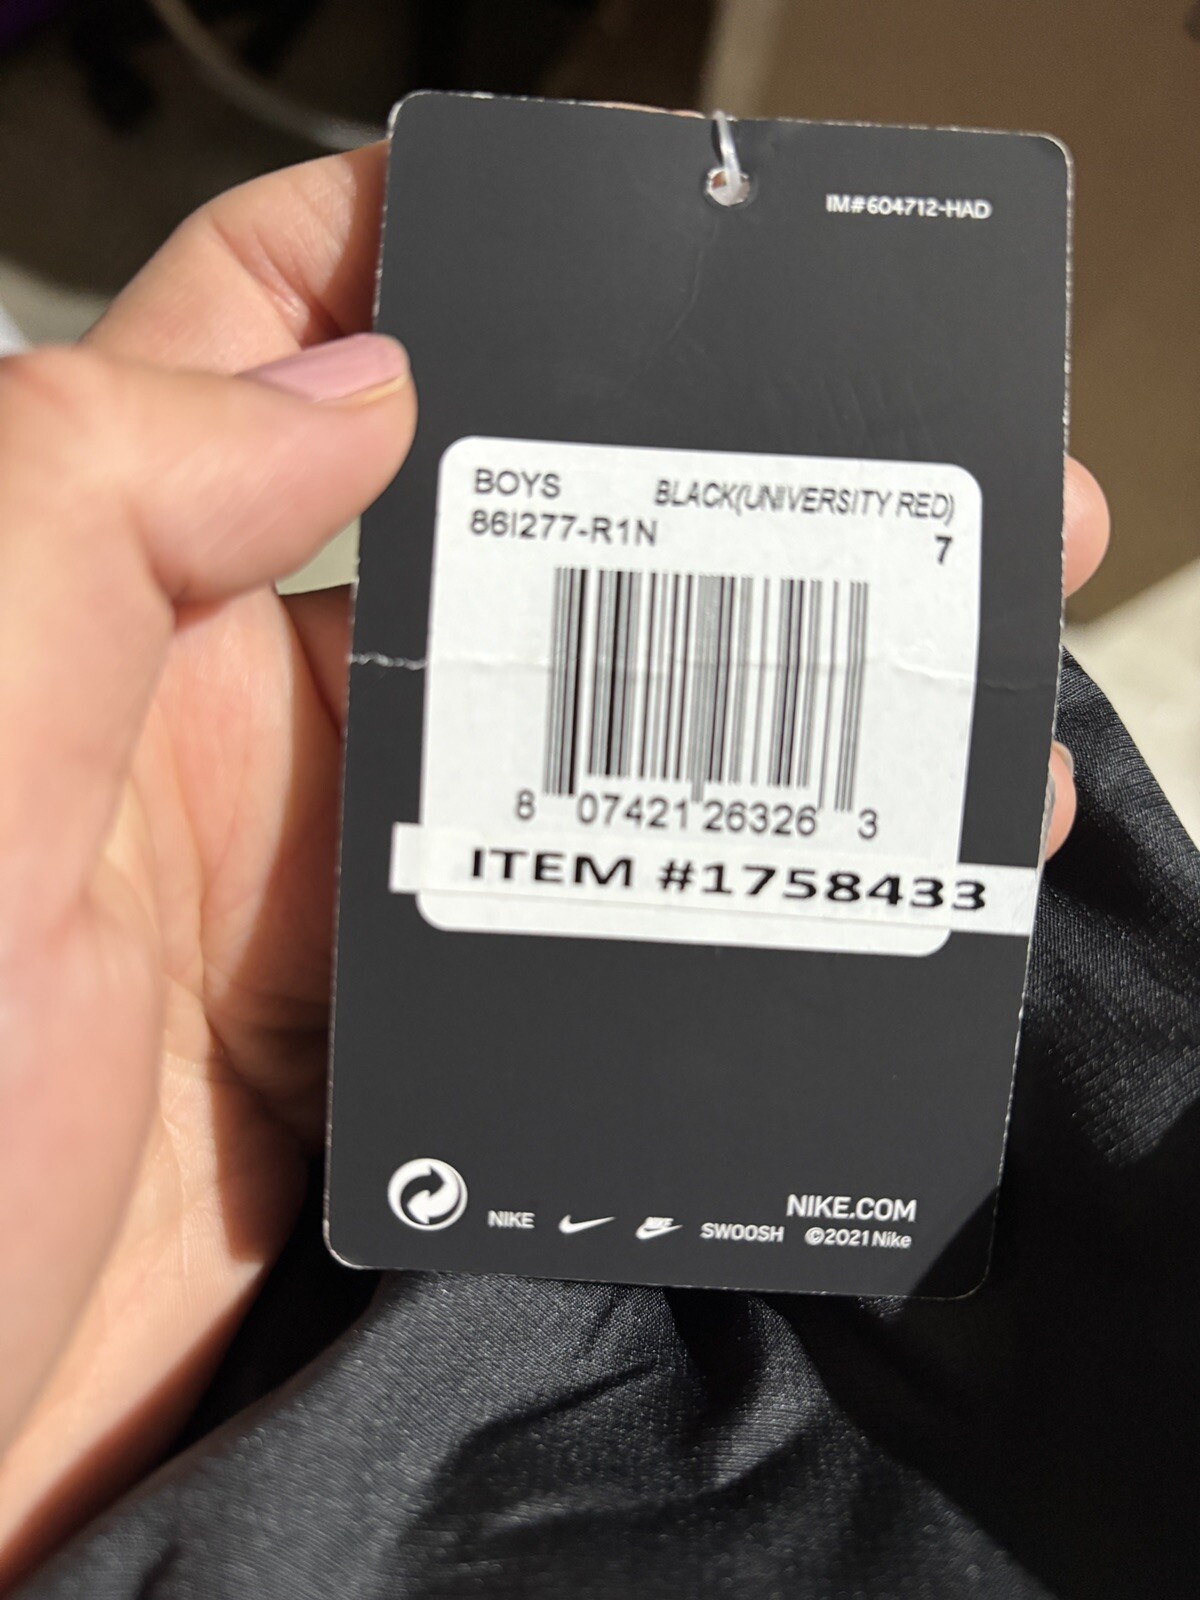 IM#604712-HAD
BOYS BLACK(UNIVERSITY RED)
86I277-R1N 7
8 07421 26326 3
ITEM #1758433
NIKE.COM
NIKE NIKE SWOOSH ©2021 Nike